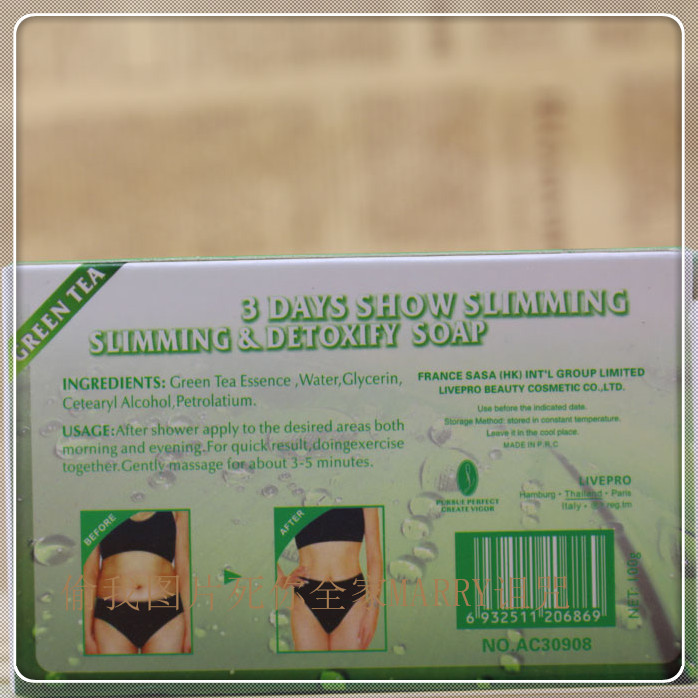 GREEN TEA
3 DAYS SHOW SLIMMING
SLIMMING & DETOXIFY SOAP
INGREDIENTS: Green Tea Essence ,Water,Glycerin,
Cetearyl Alcohol,Petrolatum.
USAGE:After shower apply to the desired areas both
morning and evening.For quick result,doingexercise
together.Gently massage for about 3-5 minutes.
FRANCE SASA (HK) INT'L GROUP LIMITED
LIVEPRO BEAUTY COSMETIC CO.,LTD.
Use before the indicated date.
Storage Method: stored in constant temperature.
Leave it in the cool place.
MADE IN P.R.C
PURSUE PERFECT
CREATE VIGOR
LIVEPRO
Hamburg • Thailand • Paris
Italy •
BEFORE
AFTER
偷我图片死你全家MARRY诅咒
6 932511 206869
NO.AC30908
NET: 100g